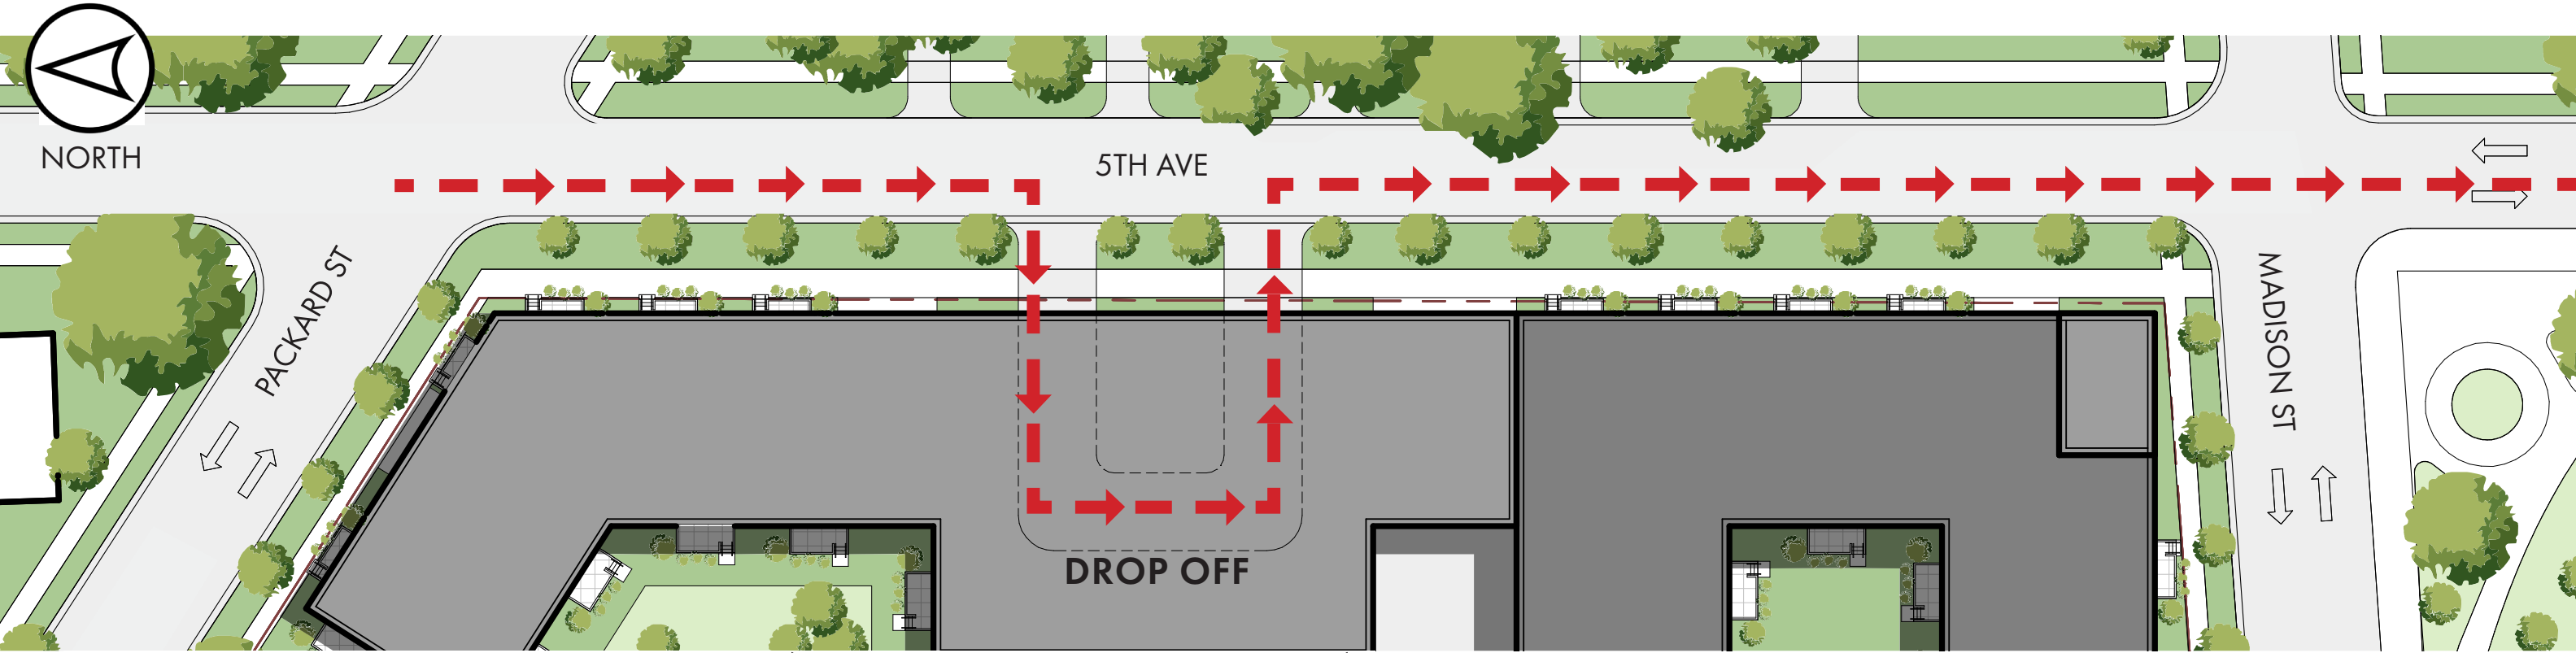 NORTH
5TH AVE
PACKARD ST
MADISON ST
DROP OFF